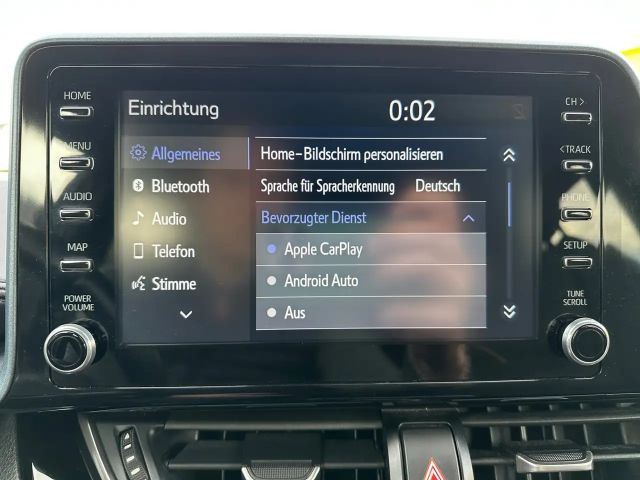 HOME
MENU
AUDIO
MAP
POWER
VOLUME
Einrichtung
0:02
Allgemeines
Bluetooth
Audio
Telefon
Stimme
Home-Bildschirm personalisieren
Sprache für Spracherkennung Deutsch
Bevorzugter Dienst
Apple CarPlay
Android Auto
Aus
CH >
< TRACK
PHONE
SETUP
TUNE
SCROLL